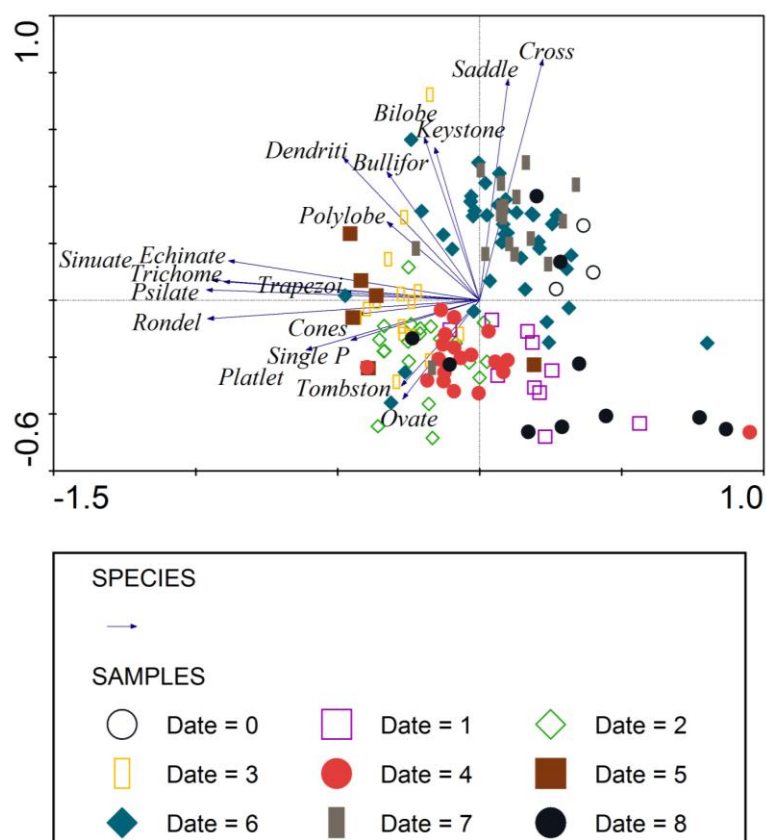 1.0
Cross
Saddle
Bilobe
Keystone
Dendriti
Bullifor
Polylobe
Sinuate Echinate
Trichome
Trapezoi
Psilate
Rondel
Cones
Single P
Platlet
Tombston
Ovate
-0.6
-1.5 1.0
SPECIES
SAMPLES
Date = 0 Date = 1 Date = 2
Date = 3 Date = 4 Date = 5
Date = 6 Date = 7 Date = 8